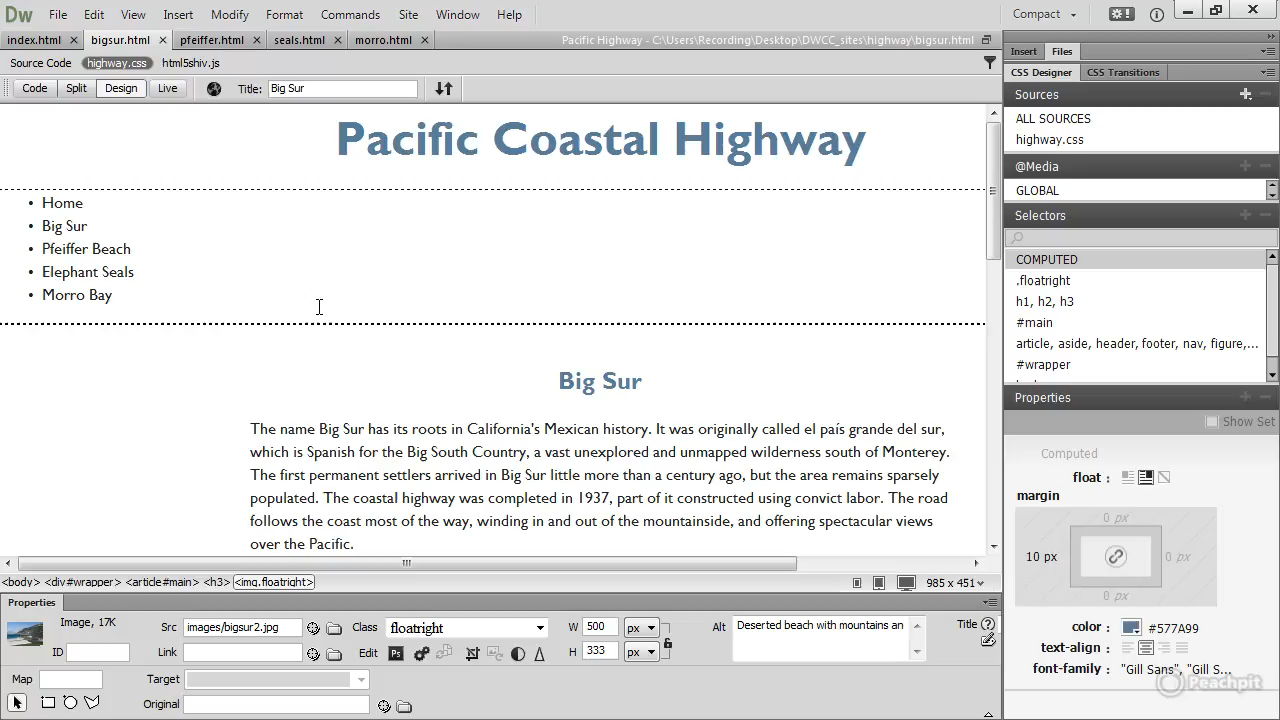 Dw File Edit View Insert Modify Format Commands Site Window Help Compact
index.html bigsur.html pfeiffer.html seals.html morro.html Pacific Highway - C:\Users\Recording\Desktop\DWCC_sites\highway\bigsur.html
Source Code highway.css html5shiv.js
Code Split Design Live Title: Big Sur
Pacific Coastal Highway
• Home
• Big Sur
• Pfeiffer Beach
• Elephant Seals
• Morro Bay
Big Sur
The name Big Sur has its roots in California's Mexican history. It was originally called el país grande del sur,
which is Spanish for the Big South Country, a vast unexplored and unmapped wilderness south of Monterey.
The first permanent settlers arrived in Big Sur little more than a century ago, but the area remains sparsely
populated. The coastal highway was completed in 1937, part of it constructed using convict labor. The road
follows the coast most of the way, winding in and out of the mountainside, and offering spectacular views
over the Pacific.
<body> <div#wrapper> <article#main> <h3> <img.floatright> 985 x 451
Properties
Image, 17K Src images/bigsur2.jpg Class floatright W 500 px Alt Deserted beach with mountains an Title
ID Link Edit Ps H 333 px
Map Target
Original
Insert Files
CSS Designer CSS Transitions
Sources
ALL SOURCES
highway.css
@Media
GLOBAL
Selectors
COMPUTED
.floatright
h1, h2, h3
#main
article, aside, header, footer, nav, figure,...
#wrapper
Properties
Show Set
Computed
float :
margin
0 px
10 px 0 px
0 px
color : #577A99
text-align :
font-family : "Gill Sans", "Gill S...
Peachpit